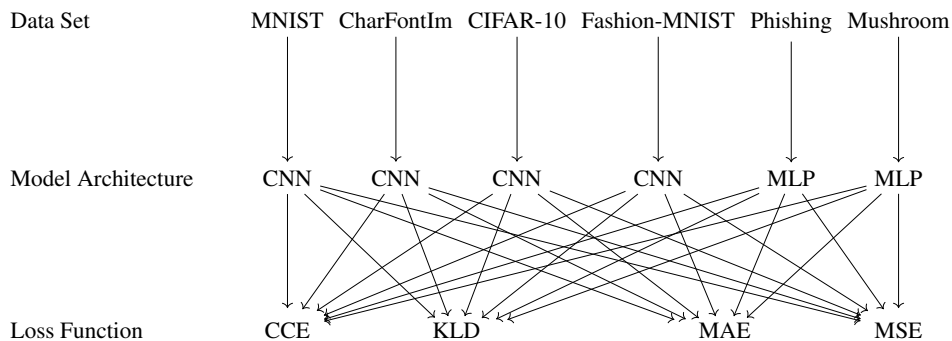 Data Set MNIST CharFontIm CIFAR-10 Fashion-MNIST Phishing Mushroom
Model Architecture CNN CNN CNN CNN MLP MLP
Loss Function CCE KLD MAE MSE